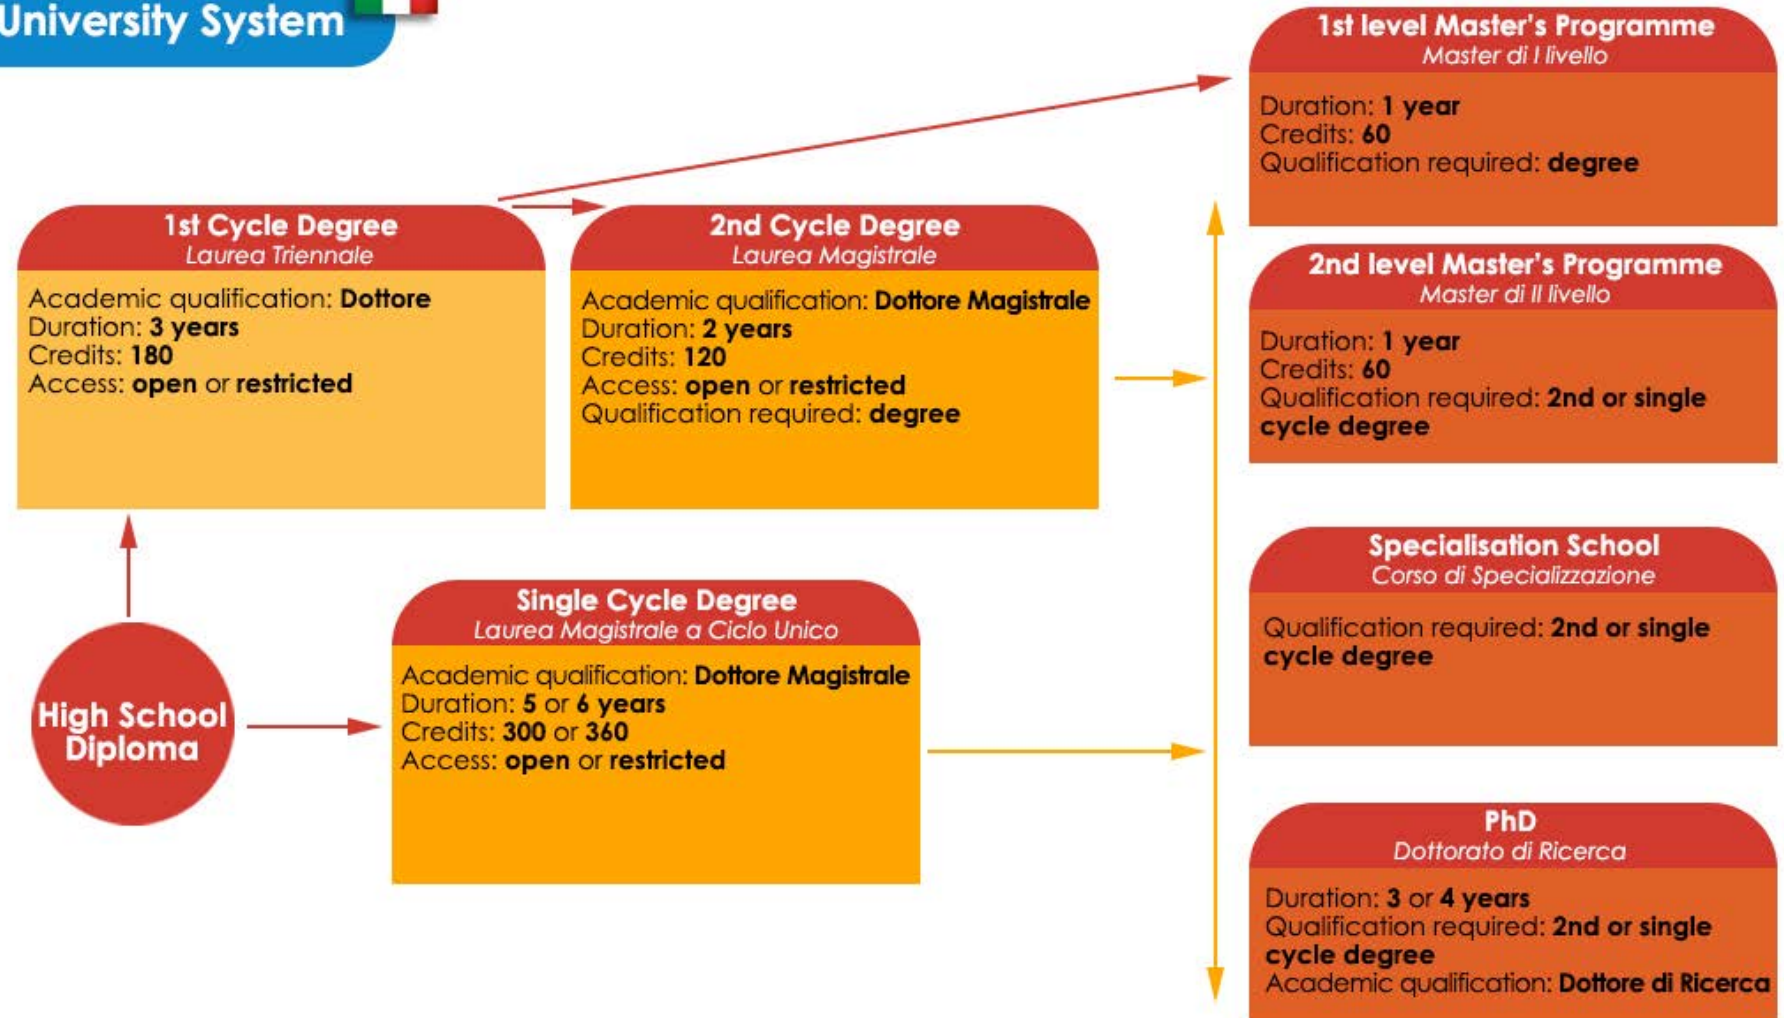 University System
1st Cycle Degree
Laurea Triennale
Academic qualification: Dottore
Duration: 3 years
Credits: 180
Access: open or restricted
2nd Cycle Degree
Laurea Magistrale
Academic qualification: Dottore Magistrale
Duration: 2 years
Credits: 120
Access: open or restricted
Qualification required: degree
High School
Diploma
Single Cycle Degree
Laurea Magistrale a Ciclo Unico
Academic qualification: Dottore Magistrale
Duration: 5 or 6 years
Credits: 300 or 360
Access: open or restricted
1st level Master's Programme
Master di I livello
Duration: 1 year
Credits: 60
Qualification required: degree
2nd level Master's Programme
Master di II livello
Duration: 1 year
Credits: 60
Qualification required: 2nd or single
cycle degree
Specialisation School
Corso di Specializzazione
Qualification required: 2nd or single
cycle degree
PhD
Dottorato di Ricerca
Duration: 3 or 4 years
Qualification required: 2nd or single
cycle degree
Academic qualification: Dottore di Ricerca